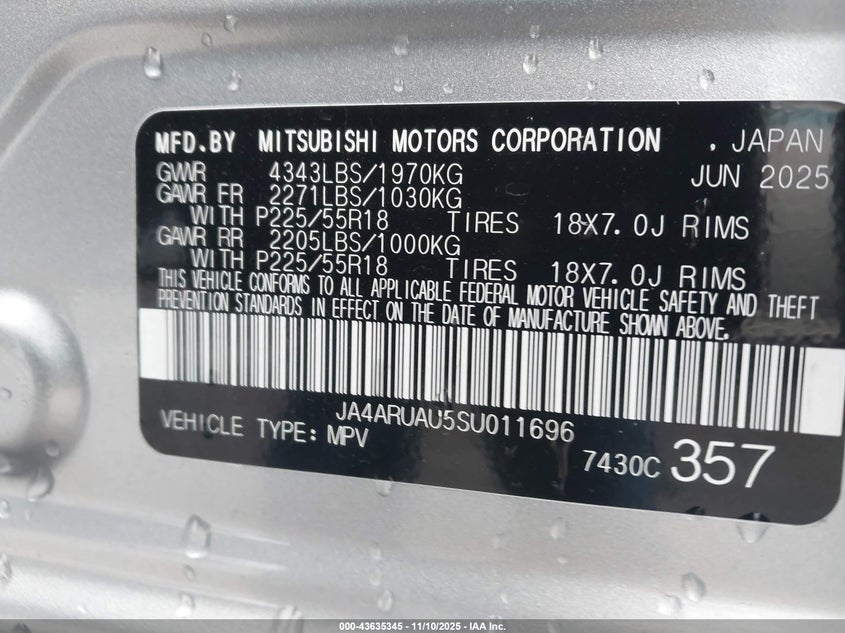 MFD.BY MITSUBISHI MOTORS CORPORATION , JAPAN
GWR 4343LBS/1970KG JUN 2025
GAWR FR 2271LBS/1030KG
WITH P225/55R18 TIRES 18X7.0J RIMS
GAWR RR 2205LBS/1000KG
WITH P225/55R18 TIRES 18X7.0J RIMS
THIS VEHICLE CONFORMS TO ALL APPLICABLE FEDERAL MOTOR VEHICLE SAFETY AND THEFT
PREVENTION STANDARDS IN EFFECT ON THE DATE OF MANUFACTURE SHOWN ABOVE.
JA4ARUAU5SU011696
VEHICLE TYPE: MPV
7430C 357
000-43635345 - 11/10/2025 - IAA Inc.